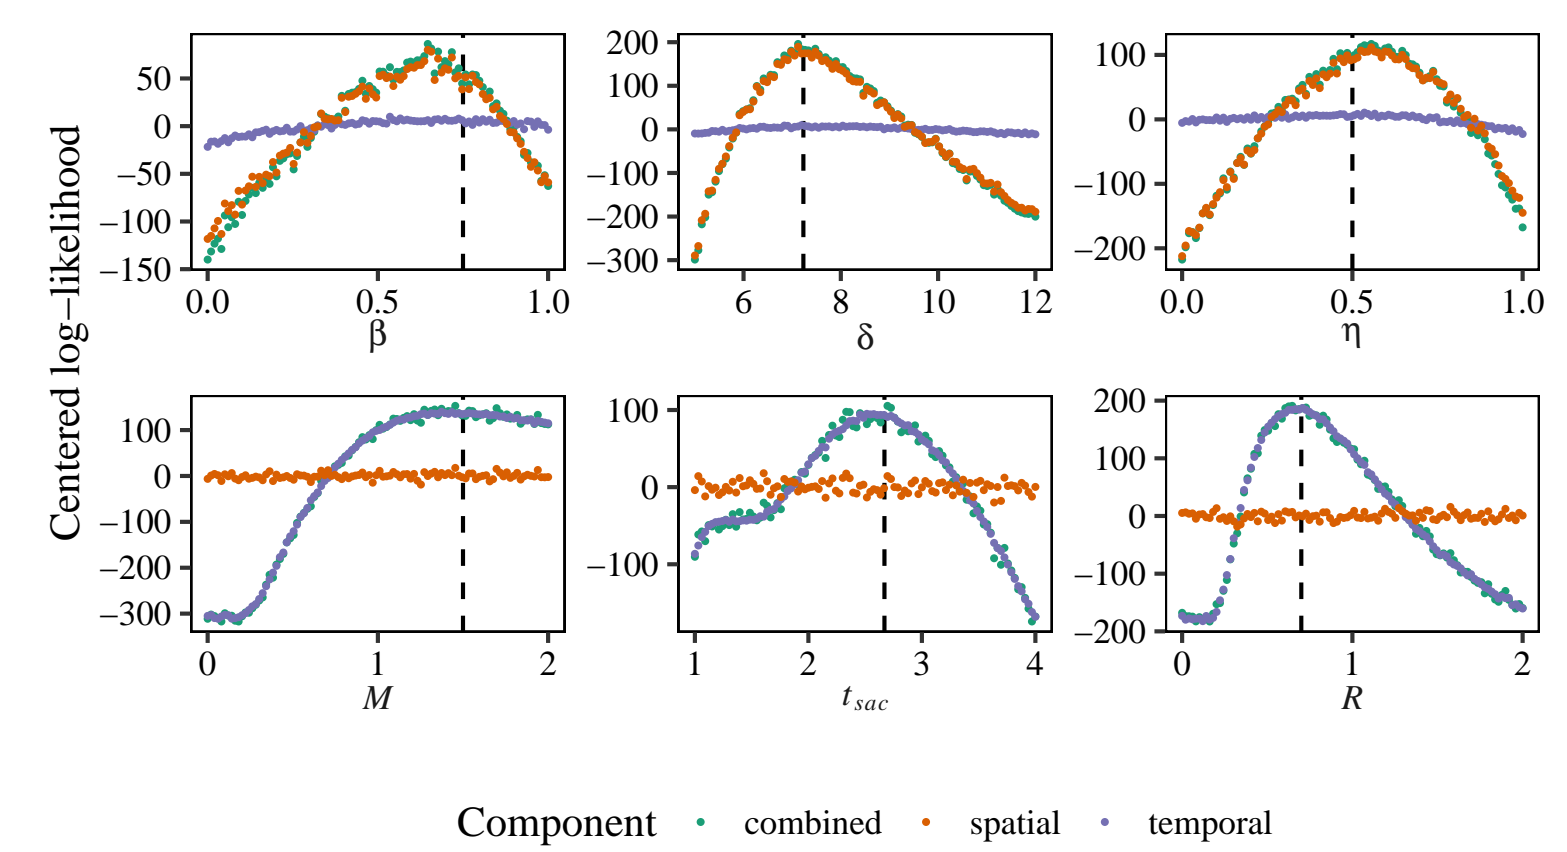 Centered log−likelihood
50
0
−50
−100
−150
0.0 0.5 1.0
β
200
100
0
−100
−200
−300
6 8 10 12
δ
100
0
−100
−200
0.0 0.5 1.0
η
100
0
−100
−200
−300
0 1 2
M
100
0
−100
1 2 3 4
t sac
200
100
0
−100
−200
0 1 2
R
Component combined spatial temporal